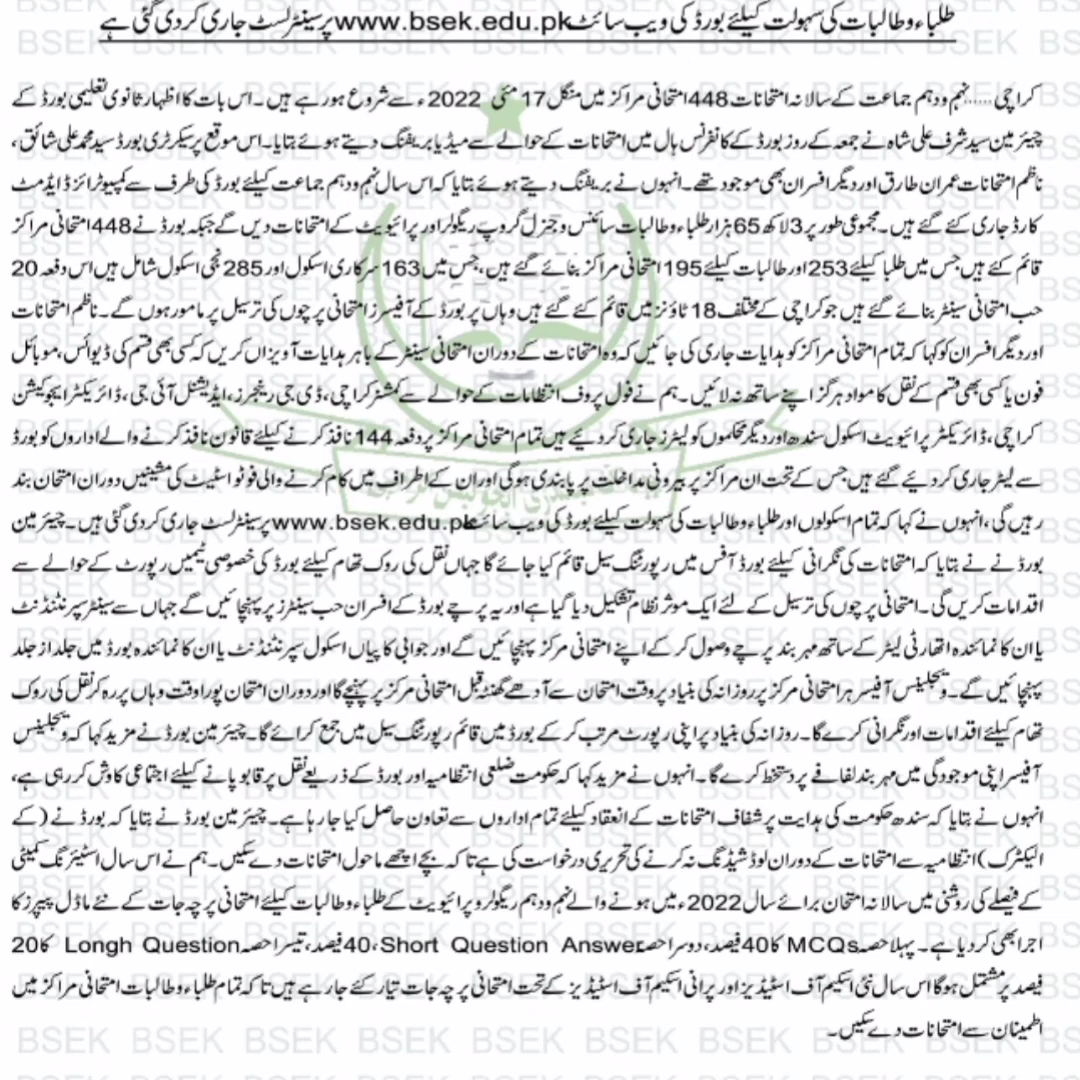 طلباء و طالبات کی سہولت کیلئے بورڈ کی ویب سائٹ www.bsek.edu.pk پر سینٹر لسٹ جاری کردی گئی ہے
کراچی.....نہم و دہم جماعت کے سالانہ امتحانات 448 امتحانی مراکز میں منگل 17 مئی 2022ء سے شروع ہورہے ہیں۔ اس بات کا اظہار ثانوی تعلیمی بورڈ کے
چیئرمین سید شرف علی شاہ نے جمعہ کے روز بورڈ کے کانفرنس ہال میں امتحانات کے حوالے سے میڈیا بریفنگ دیتے ہوئے بتایا۔ اس موقع پر سیکرٹری بورڈ سید محمد علی شائق،
ناظم امتحانات عمران طارق اور دیگر افسران بھی موجود تھے۔ انہوں نے بریفنگ دیتے ہوئے بتایا کہ اس سال نہم و دہم جماعت کیلئے بورڈ کی طرف سے کمپیوٹرائزڈ ایڈمٹ
کارڈ جاری کئے گئے ہیں۔ مجموعی طور پر 3 لاکھ 65 ہزار طلباء و طالبات سائنس و جنرل گروپ ریگولر اور پرائیویٹ کے امتحانات دیں گے جبکہ بورڈ نے 448 امتحانی مراکز
قائم کئے ہیں جس میں طلبا کیلئے 253 اور طالبات کیلئے 195 امتحانی مراکز بنائے گئے ہیں، جس میں 163 سرکاری اسکول اور 285 نجی اسکول شامل ہیں اس دفعہ 20
حب امتحانی سینٹر بنائے گئے ہیں جو کراچی کے مختلف 18 ٹاؤنز میں قائم کئے گئے ہیں وہاں پر بورڈ کے آفیسرز امتحانی پرچوں کی ترسیل پر مامور ہوں گے۔ ناظم امتحانات
اور دیگر افسران کو کہا کہ تمام امتحانی مراکز کو ہدایات جاری کی جائیں کہ وہ امتحانات کے دوران امتحانی سینٹر کے باہر ہدایات آویزاں کریں کہ کسی بھی قسم کی ڈیوائس، موبائل
فون یا کسی بھی قسم کے نقل کا مواد ہرگز اپنے ساتھ نہ لائیں۔ ہم نے فول پروف انتظامات کے حوالے سے کمشنر کراچی، ڈی جی رینجرز، ایڈیشنل آئی جی، ڈائریکٹر ایجوکیشن
کراچی، ڈائریکٹر پرائیویٹ اسکول سندھ اور دیگر محکموں کو لیٹرز جاری کردیئے ہیں تمام امتحانی مراکز پر دفعہ 144 نافذ کرنے کیلئے قانون نافذ کرنے والے اداروں کو بورڈ
سے لیٹر جاری کردیئے گئے ہیں جس کے تحت ان مراکز پر بیرونی مداخلت پر پابندی ہوگی اور ان کے اطراف میں کام کرنے والی فوٹو اسٹیٹ کی مشینیں دوران امتحان بند
رہیں گی، انہوں نے کہا کہ تمام اسکولوں اور طلباء و طالبات کی سہولت کیلئے بورڈ کی ویب سائٹ www.bsek.edu.pk پر سینٹر لسٹ جاری کردی گئی ہیں۔ چیئرمین
بورڈ نے نے بتایا کہ امتحانات کی نگرانی کیلئے بورڈ آفس میں رپورٹنگ سیل قائم کیا جائے گا جہاں نقل کی روک تھام کیلئے بورڈ کی خصوصی ٹیمیں رپورٹ کے حوالے سے
اقدامات کریں گی۔ امتحانی پرچوں کی ترسیل کے لئے ایک موثر نظام تشکیل دیا گیا ہے اور یہ پرچے بورڈ کے افسران حب سینٹرز پر پہنچائیں گے جہاں سے سینٹر سپرنٹنڈنٹ
یا ان کا نمائندہ اتھارٹی لیٹر کے ساتھ مہر بند پرچے وصول کرکے اپنے امتحانی مرکز پہنچائیں گے اور جوابی کاپیاں اسکول سپرنٹنڈنٹ یا ان کا نمائندہ بورڈ میں جلد از جلد
پہنچائیں گے۔ ویجلینس آفیسر ہر امتحانی مرکز پر روزانہ کی بنیاد پر وقت امتحان سے آدھے گھنٹہ قبل امتحانی مرکز پر پہنچے گا اور دوران امتحان پورا وقت وہاں پر رہ کر نقل کی روک
تھام کیلئے اقدامات اور نگرانی کرے گا۔ روزانہ کی بنیاد پر اپنی رپورٹ مرتب کرکے بورڈ میں قائم رپورٹنگ سیل میں جمع کرائے گا۔ چیئرمین بورڈ نے مزید کہا کہ ویجلینس
آفیسر اپنی موجودگی میں مہر بند لفافے پر دستخط کرے گا۔ انہوں نے مزید کہا کہ حکومت ضلعی انتظامیہ اور بورڈ کے ذریعے نقل پر قابو پانے کیلئے اجتماعی کاوش کررہی ہے،
انہوں نے بتایا کہ سندھ حکومت کی ہدایت پر شفاف امتحانات کے انعقاد کیلئے تمام اداروں سے تعاون حاصل کیا جارہا ہے۔ چیئرمین بورڈ نے بتایا کہ بورڈ نے (کے
الیکٹرک) انتظامیہ سے امتحانات کے دوران لوڈشیڈنگ نہ کرنے کی تحریری درخواست کی ہے تاکہ بچے اچھے ماحول امتحانات دے سکیں۔ ہم نے اس سال اسٹیئرنگ کمیٹی
کے فیصلے کی روشنی میں سالانہ امتحان برائے سال 2022ء میں ہونے والے نہم و دہم ریگولر و پرائیویٹ کے طلباء و طالبات کیلئے امتحانی پرچہ جات کے نئے ماڈل پیپرز کا
اجرا بھی کردیا ہے۔ پہلا حصہ MCQs کا 40 فیصد، دوسرا حصہ Short Question Answer، 40 فیصد، تیسرا حصہ Longh Question کا 20
فیصد پر مشتمل ہوگا اس سال نئی اسکیم آف اسٹیڈیز اور پرانی اسکیم آف اسٹیڈیز کے تحت امتحانی پرچہ جات تیار کئے جارہے ہیں تاکہ تمام طلباء و طالبات امتحانی مراکز میں
اطمینان سے امتحانات دے سکیں۔